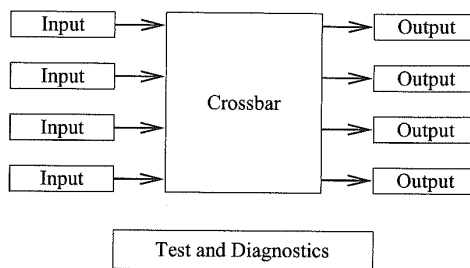 Input
Output
Input
Output
Crossbar
Input
Output
Input
Output
Test and Diagnostics